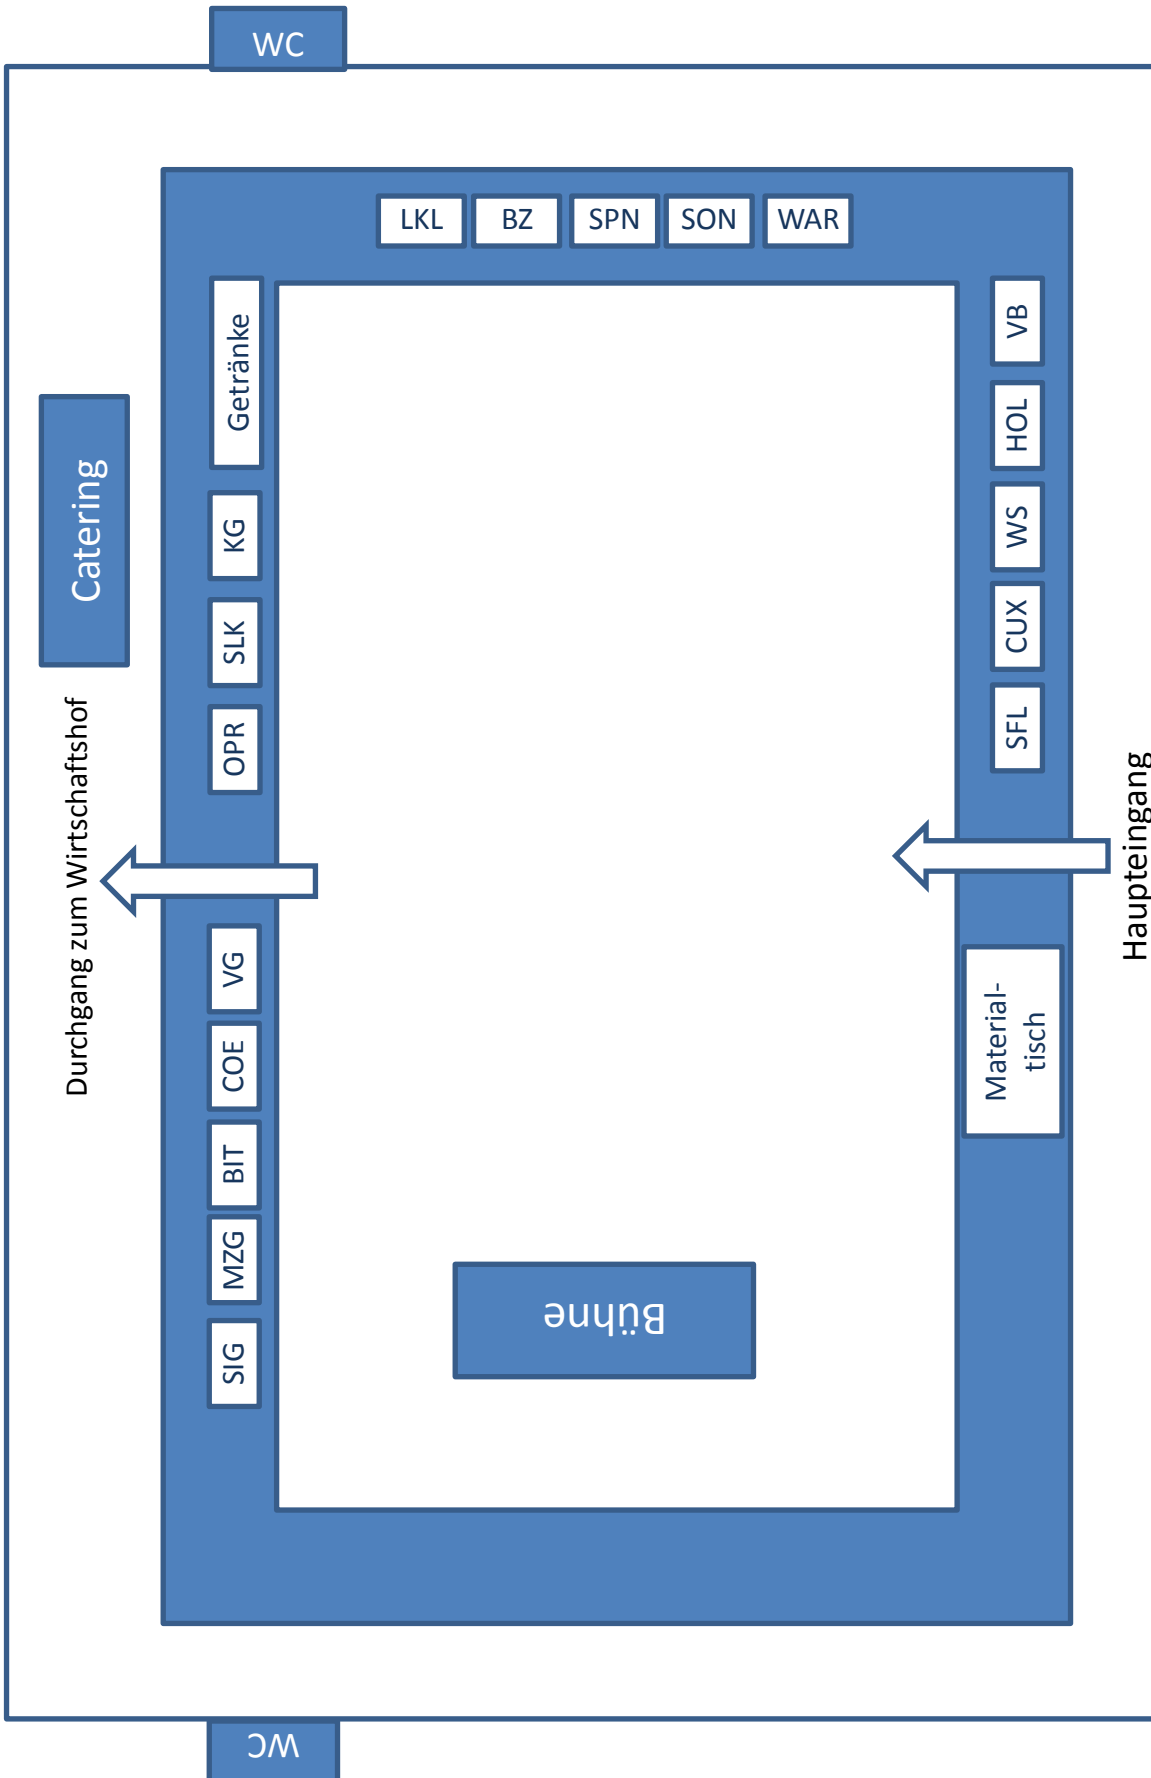 WC
LKL
BZ
SPN
SON
WAR
Getränke
KG
SLK
OPR
VG
COE
BIT
MZG
SIG
Catering
Durchgang zum Wirtschaftshof
VB
HOL
WS
CUX
SFL
Haupteingang
Material-
tisch
Bühne
WC